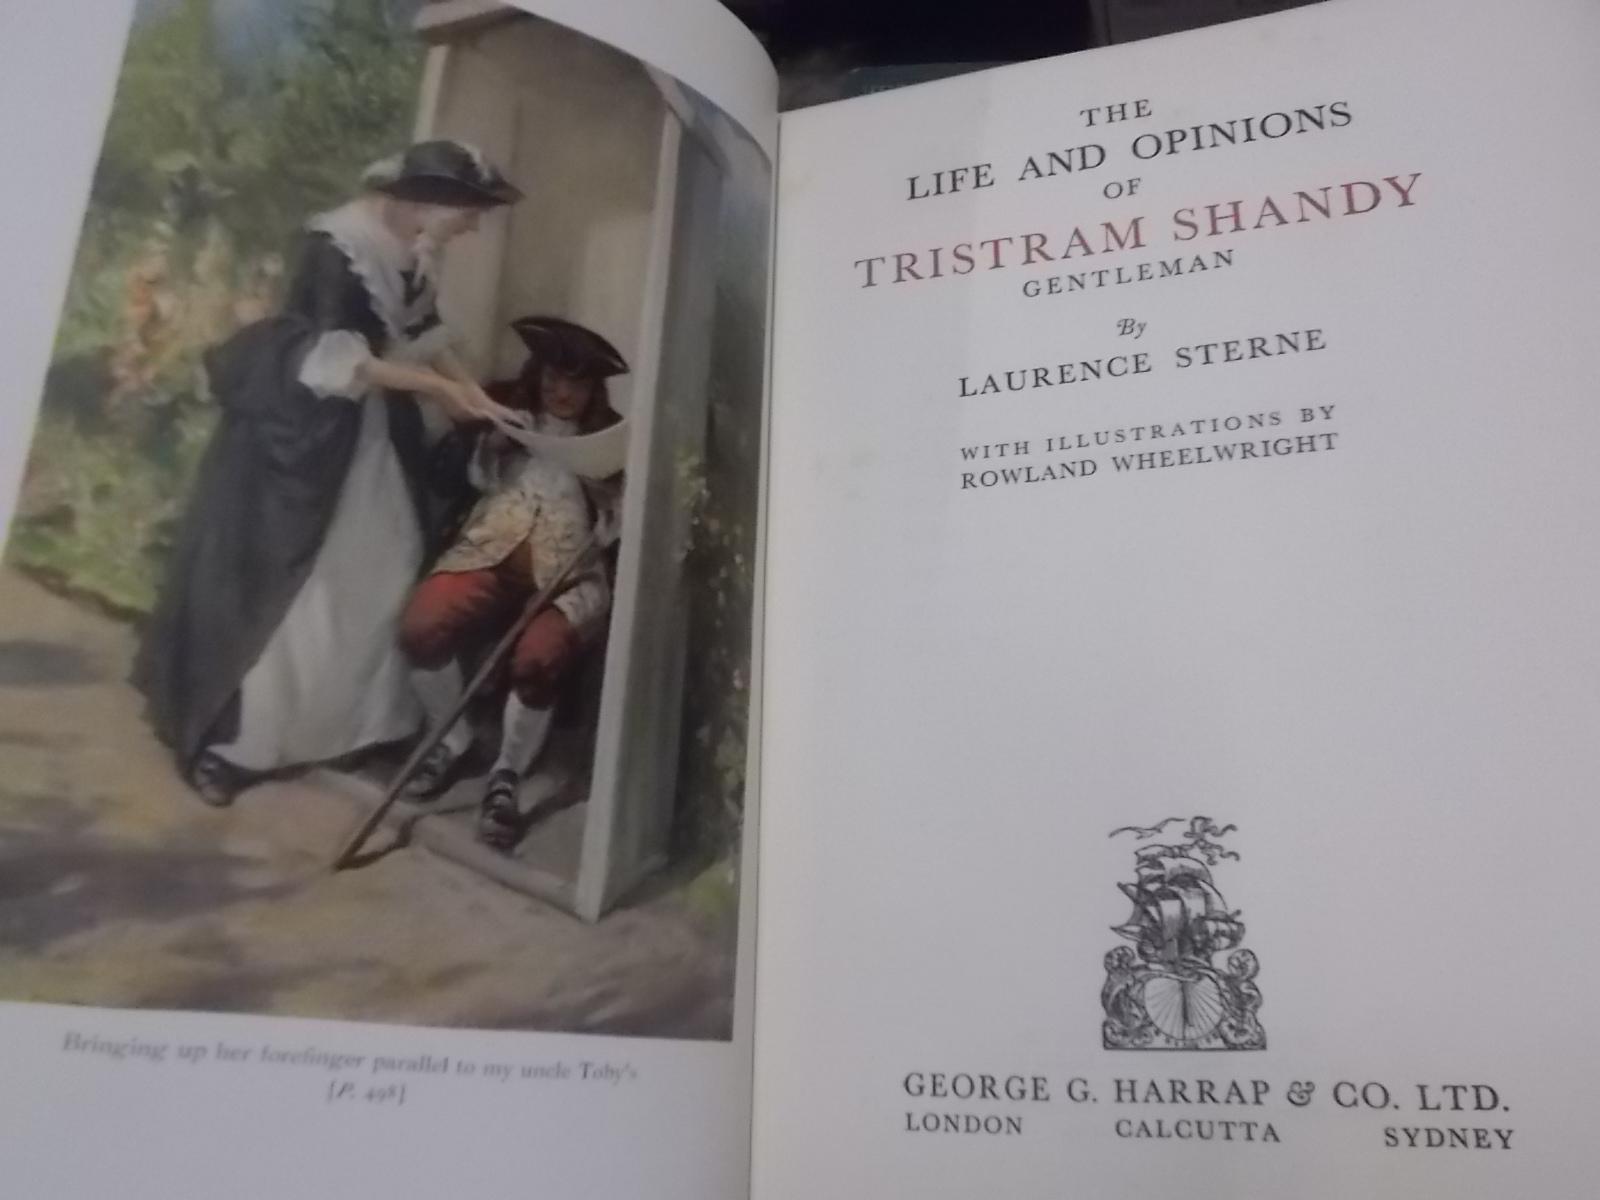 Bringing up her forefinger parallel to my uncle Toby's
[P. 498]
THE
LIFE AND OPINIONS
OF
TRISTRAM SHANDY
GENTLEMAN
By
LAURENCE STERNE
WITH ILLUSTRATIONS BY
ROWLAND WHEELWRIGHT
GEORGE G. HARRAP & CO. LTD.
LONDON CALCUTTA SYDNEY